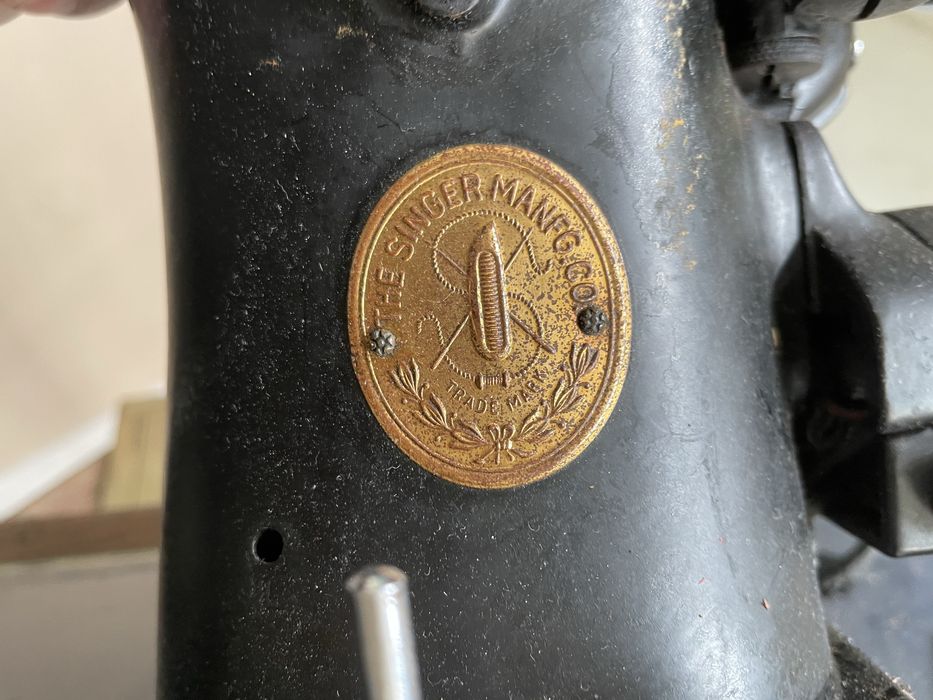 THE SINGER MANFG. CO.
TRADE MARK